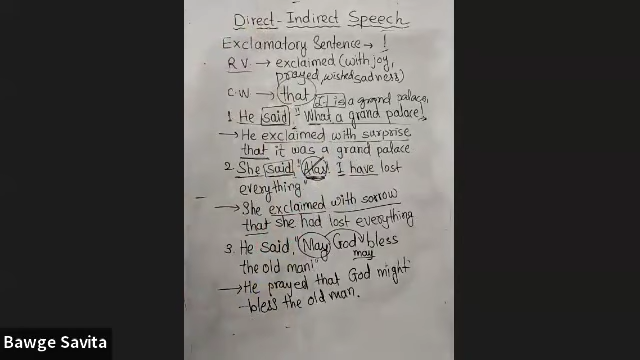 Direct-Indirect Speech
Exclamatory Sentence → !
R.V. → exclaimed (with joy,
prayed, wished sadness)
C.W → that
It is a grand palace.
1. He said, "What a grand palace!
→ He exclaimed with surprise
that it was a grand palace
2. She said, "Alas! I have lost
everything"
→ She exclaimed with sorrow
that she had lost everything
3. He said, "May God bless
may
the old man!"
→ He prayed that God might
bless the old man.
Bawge Savita